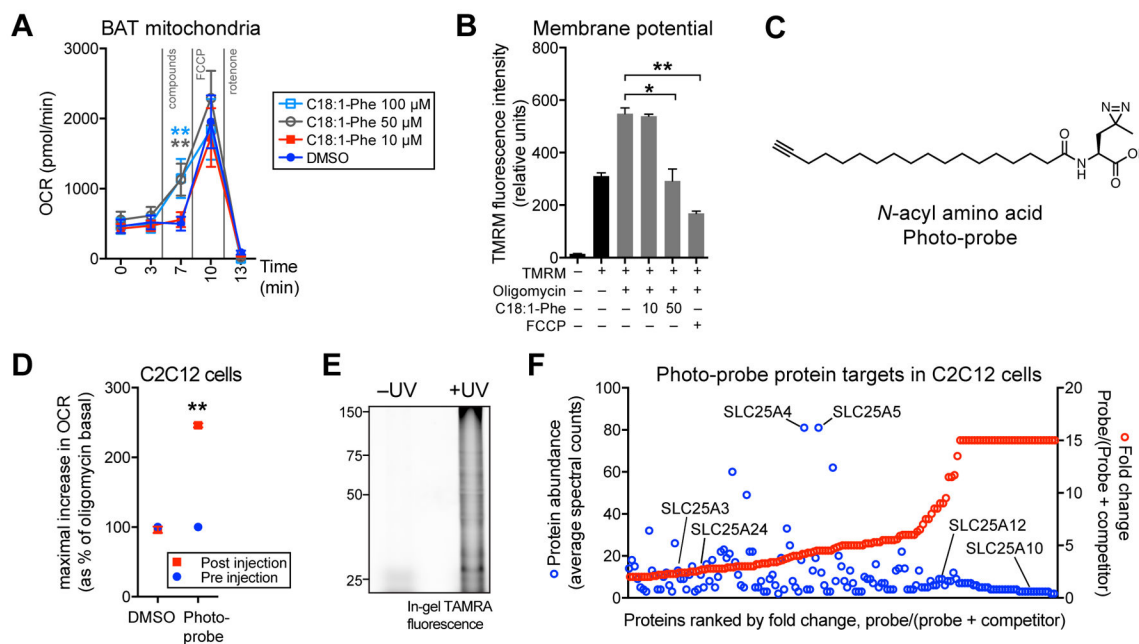 A
BAT mitochondria
3000
2000
1000
0
OCR (pmol/min)
compounds
FCCP
rotenone
**
**
0
3
7
10
13
Time
(min)
C18:1-Phe 100 μM
C18:1-Phe 50 μM
C18:1-Phe 10 μM
DMSO
B
Membrane potential
TMRM fluorescence intensity
(relative units)
800
600
400
200
0
**
*
TMRM – + + + + +
Oligomycin – – + + + +
C18:1-Phe – – – 10 50 –
FCCP – – – – – +
C
N
N
N
H
O
O
O
N-acyl amino acid
Photo-probe
D
C2C12 cells
maximal increase in OCR
(as % of oligomycin basal)
300
200
100
0
**
Post injection
Pre injection
DMSO
Photo-
probe
E
–UV
+UV
150
50
25
In-gel TAMRA
fluorescence
F
Photo-probe protein targets in C2C12 cells
Protein abundance
(average spectral counts)
100
80
60
40
20
0
SLC25A4
SLC25A5
SLC25A3
SLC25A24
SLC25A12
SLC25A10
20
15
10
5
0
Fold change
Probe/(Probe + competitor)
Proteins ranked by fold change, probe/(probe + competitor)